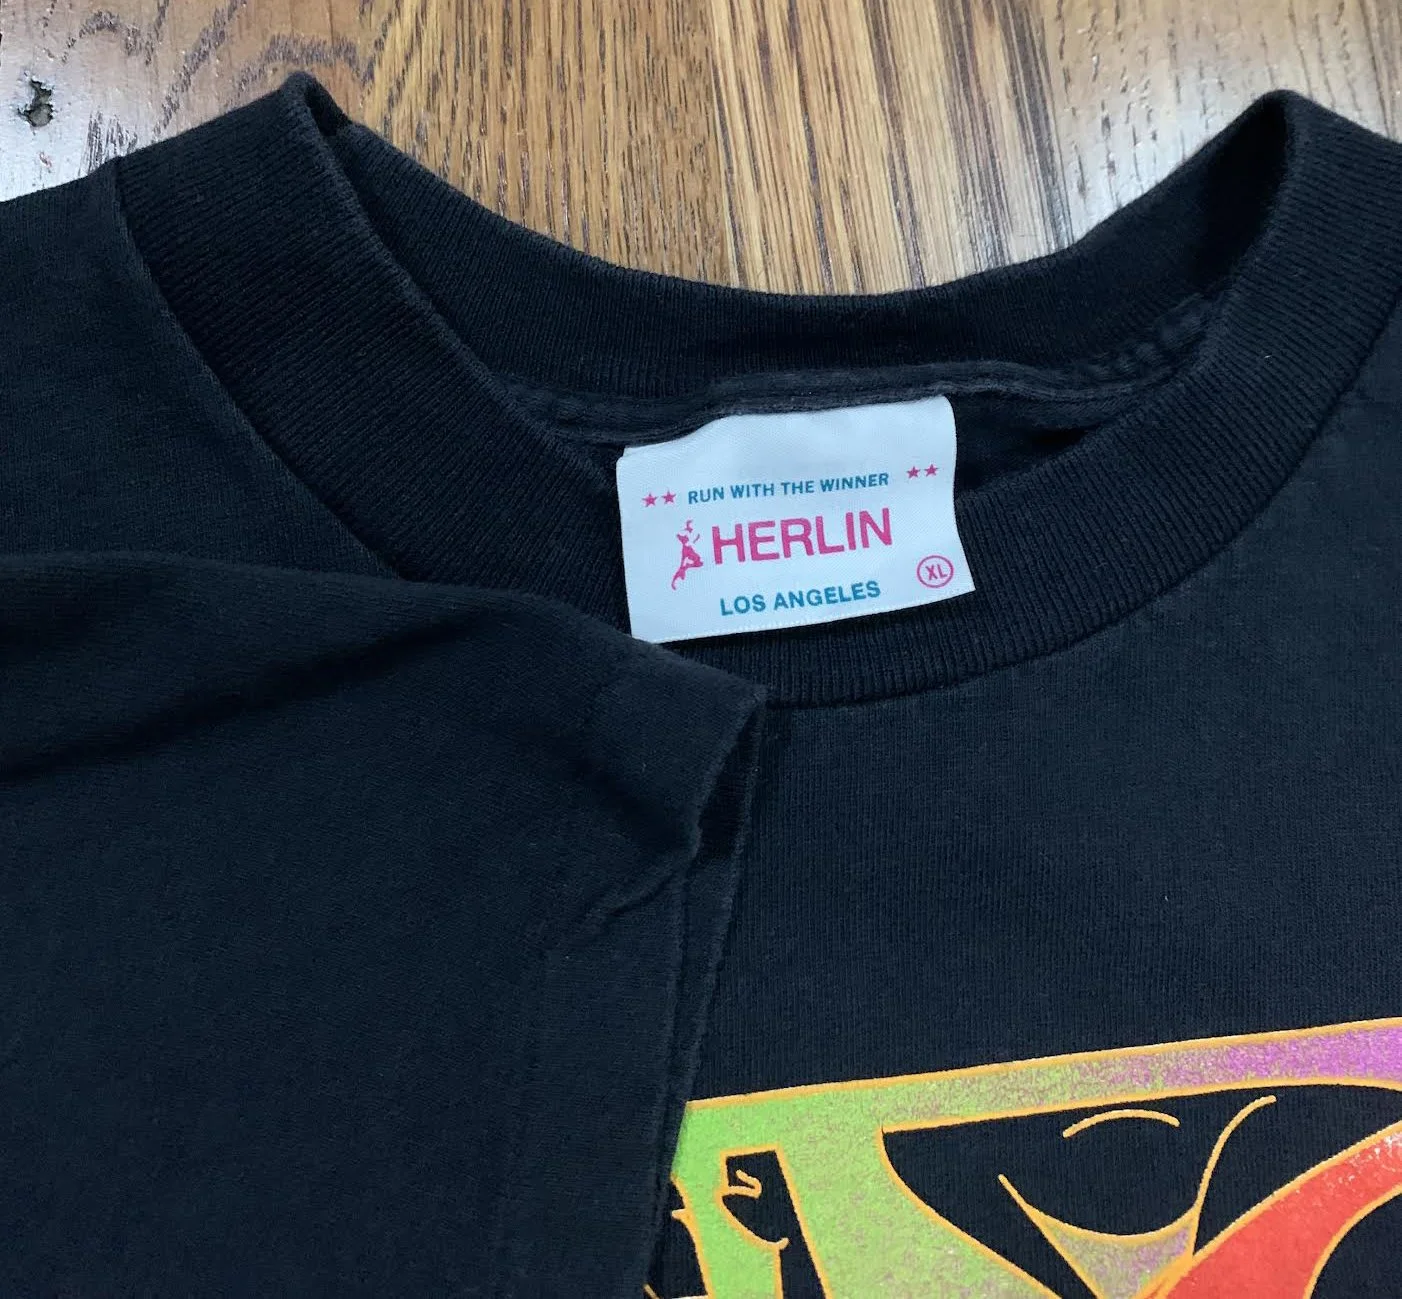 ★★ RUN WITH THE WINNER ★★
HERLIN
XL
LOS ANGELES